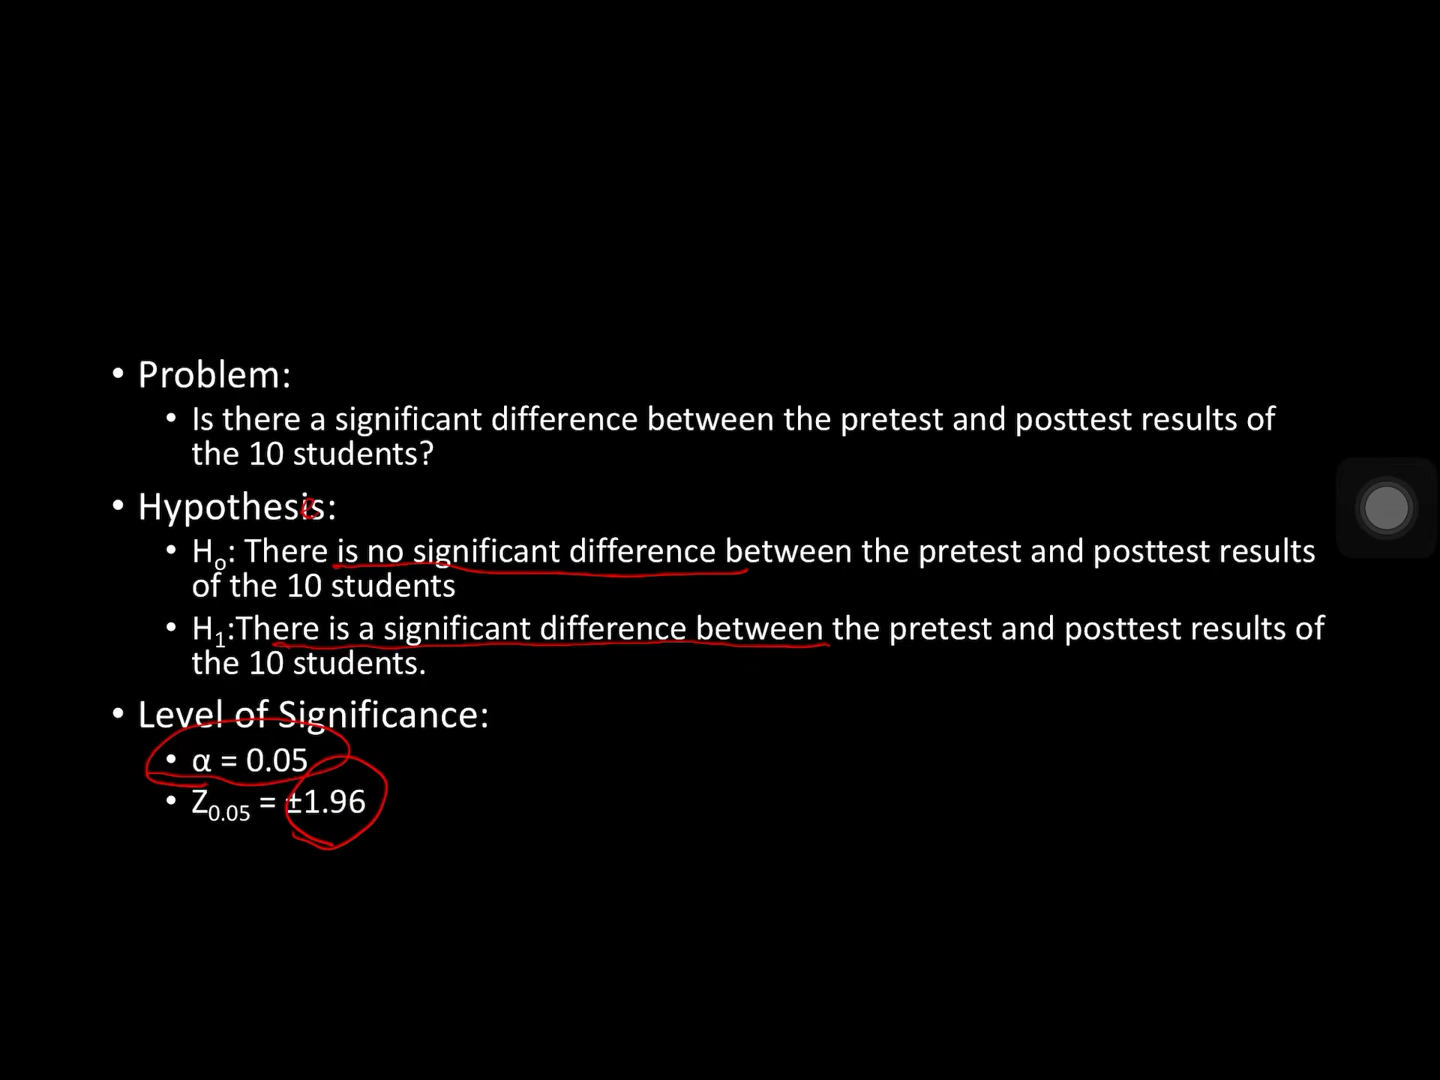 • Problem:
• Is there a significant difference between the pretest and posttest results of
the 10 students?
• Hypothesis:
e
• Ho: There is no significant difference between the pretest and posttest results
of the 10 students
• H1:There is a significant difference between the pretest and posttest results of
the 10 students.
• Level of Significance:
• α = 0.05
• Z0.05 = ±1.96